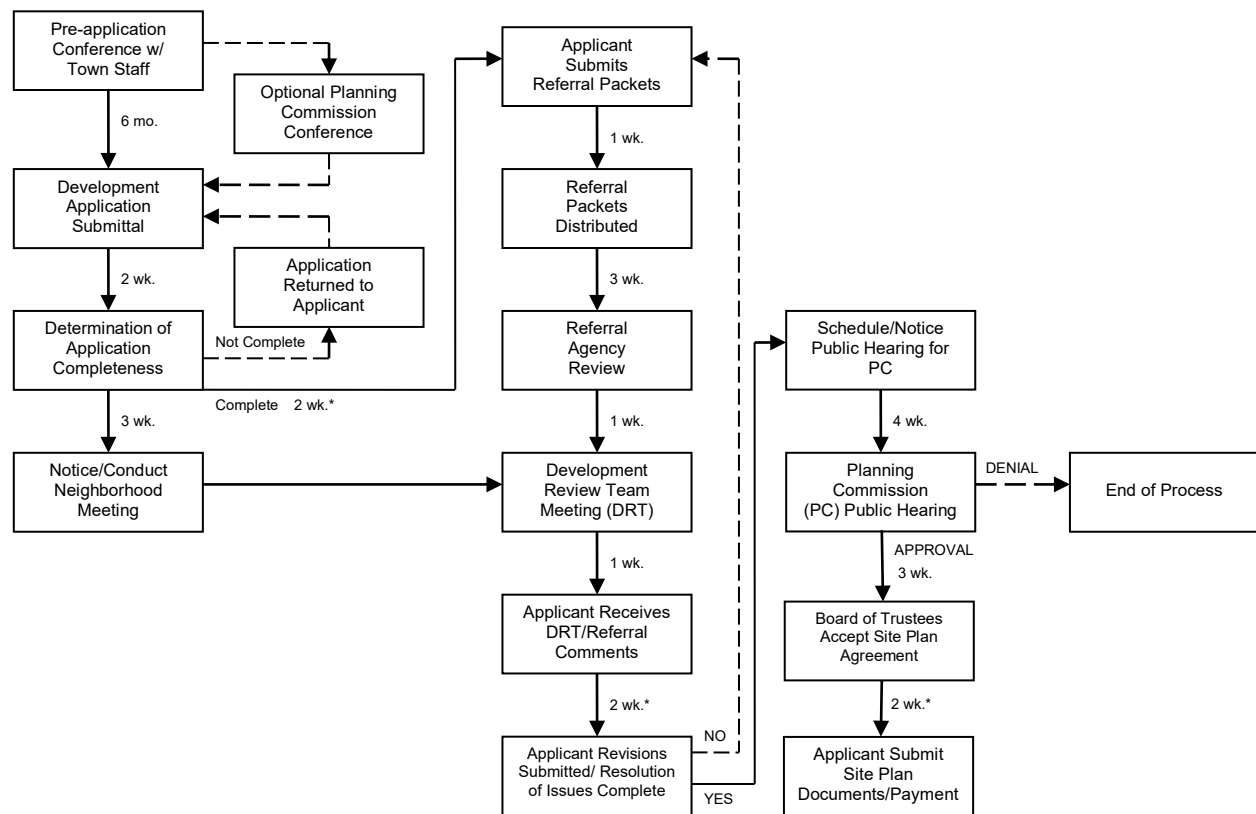 Pre-application
Conference w/
Town Staff
Optional Planning
Commission
Conference
6 mo.
Development
Application
Submittal
2 wk.
Application
Returned to
Applicant
Determination of
Application
Completeness
Not Complete
Complete 2 wk.*
3 wk.
Notice/Conduct
Neighborhood
Meeting
Applicant
Submits
Referral Packets
1 wk.
Referral
Packets
Distributed
3 wk.
Referral
Agency
Review
1 wk.
Development
Review Team
Meeting (DRT)
1 wk.
Applicant Receives
DRT/Referral
Comments
2 wk.*
Applicant Revisions
Submitted/ Resolution
of Issues Complete
NO
YES
Schedule/Notice
Public Hearing for
PC
4 wk.
Planning
Commission
(PC) Public Hearing
DENIAL
End of Process
APPROVAL
3 wk.
Board of Trustees
Accept Site Plan
Agreement
2 wk.*
Applicant Submit
Site Plan
Documents/Payment